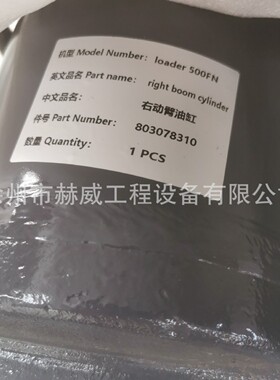 机型 Model Number: loader 500FN
英文品名 Part name: right boom cylinder
中文品名: 右动臂油缸
件号 Part Number: 803078310
数量 Quantity: 1 PCS
州市赫威工程设备有限